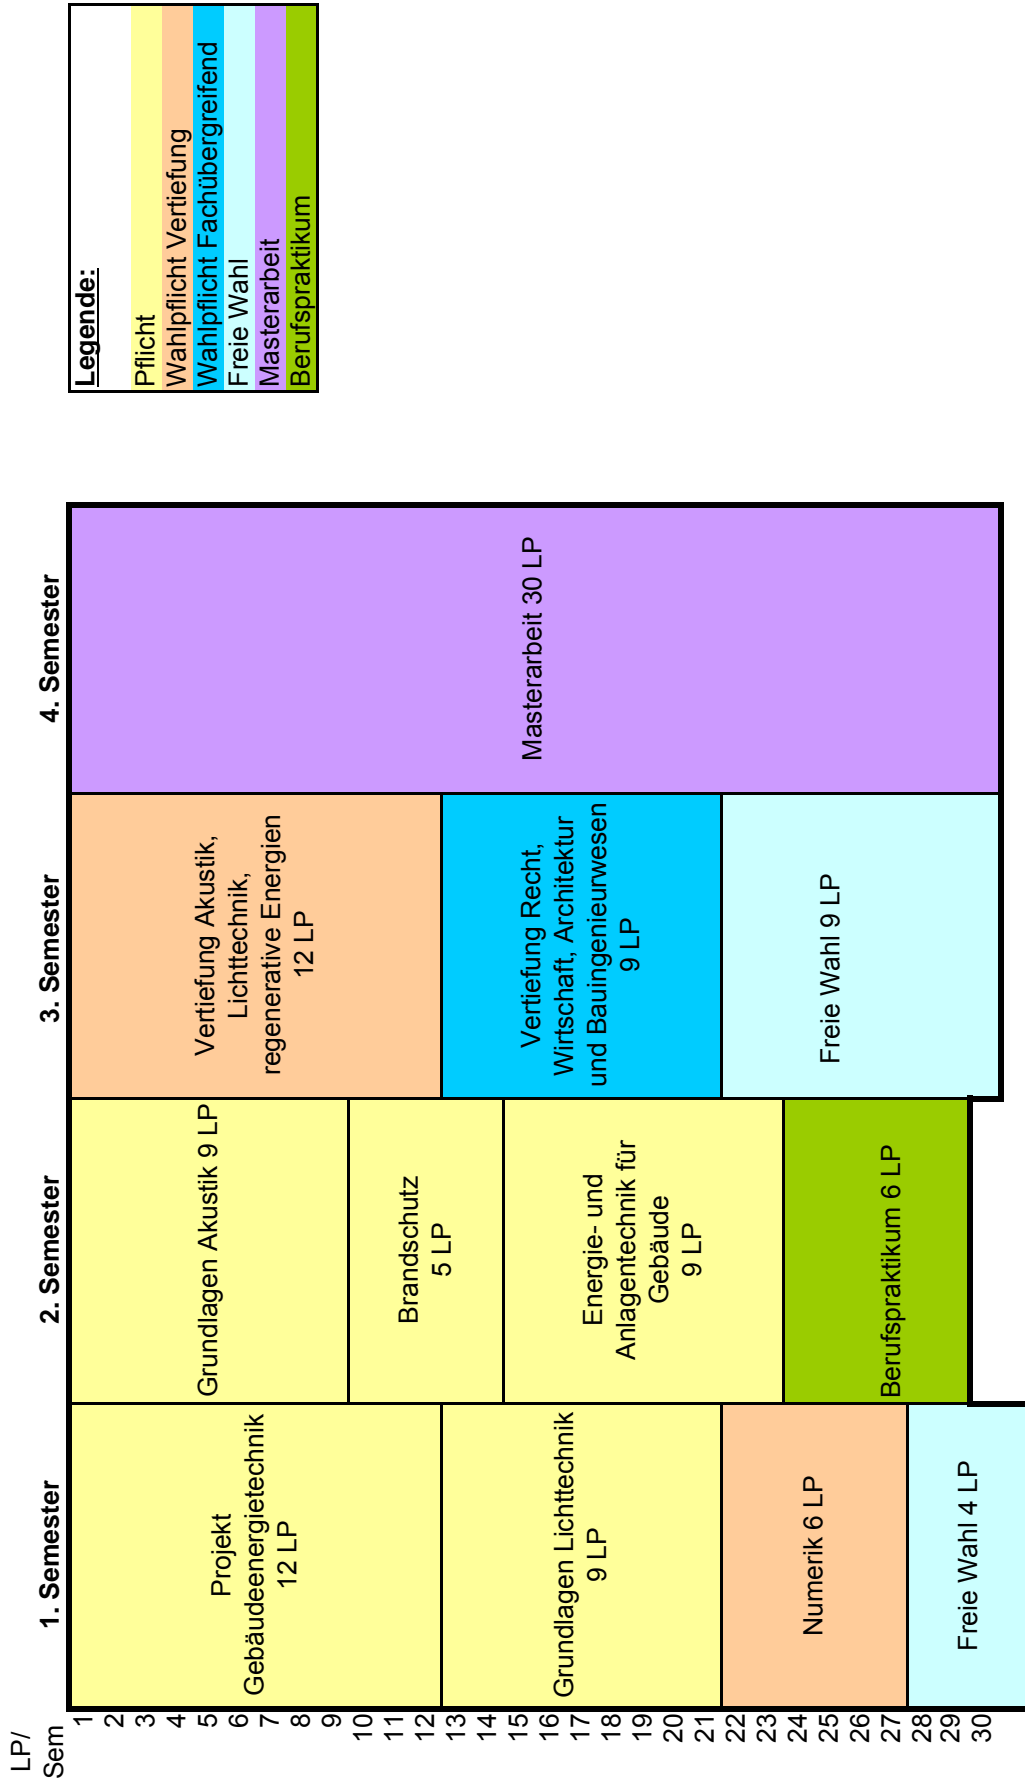 LP/
Sem
1. Semester
2. Semester
3. Semester
4. Semester
1
2
3
4
5
6
7
8
9
10
11
12
13
14
15
16
17
18
19
20
21
22
23
24
25
26
27
28
29
30
Projekt
Gebäudeenergietechnik
12 LP
Grundlagen Lichttechnik
9 LP
Numerik 6 LP
Freie Wahl 4 LP
Grundlagen Akustik 9 LP
Brandschutz
5 LP
Energie- und
Anlagentechnik für
Gebäude
9 LP
Berufspraktikum 6 LP
Vertiefung Akustik,
Lichttechnik,
regenerative Energien
12 LP
Vertiefung Recht,
Wirtschaft, Architektur
und Bauingenieurwesen
9 LP
Freie Wahl 9 LP
Masterarbeit 30 LP
Legende:
Pflicht
Wahlpflicht Vertiefung
Wahlpflicht Fachübergreifend
Freie Wahl
Masterarbeit
Berufspraktikum